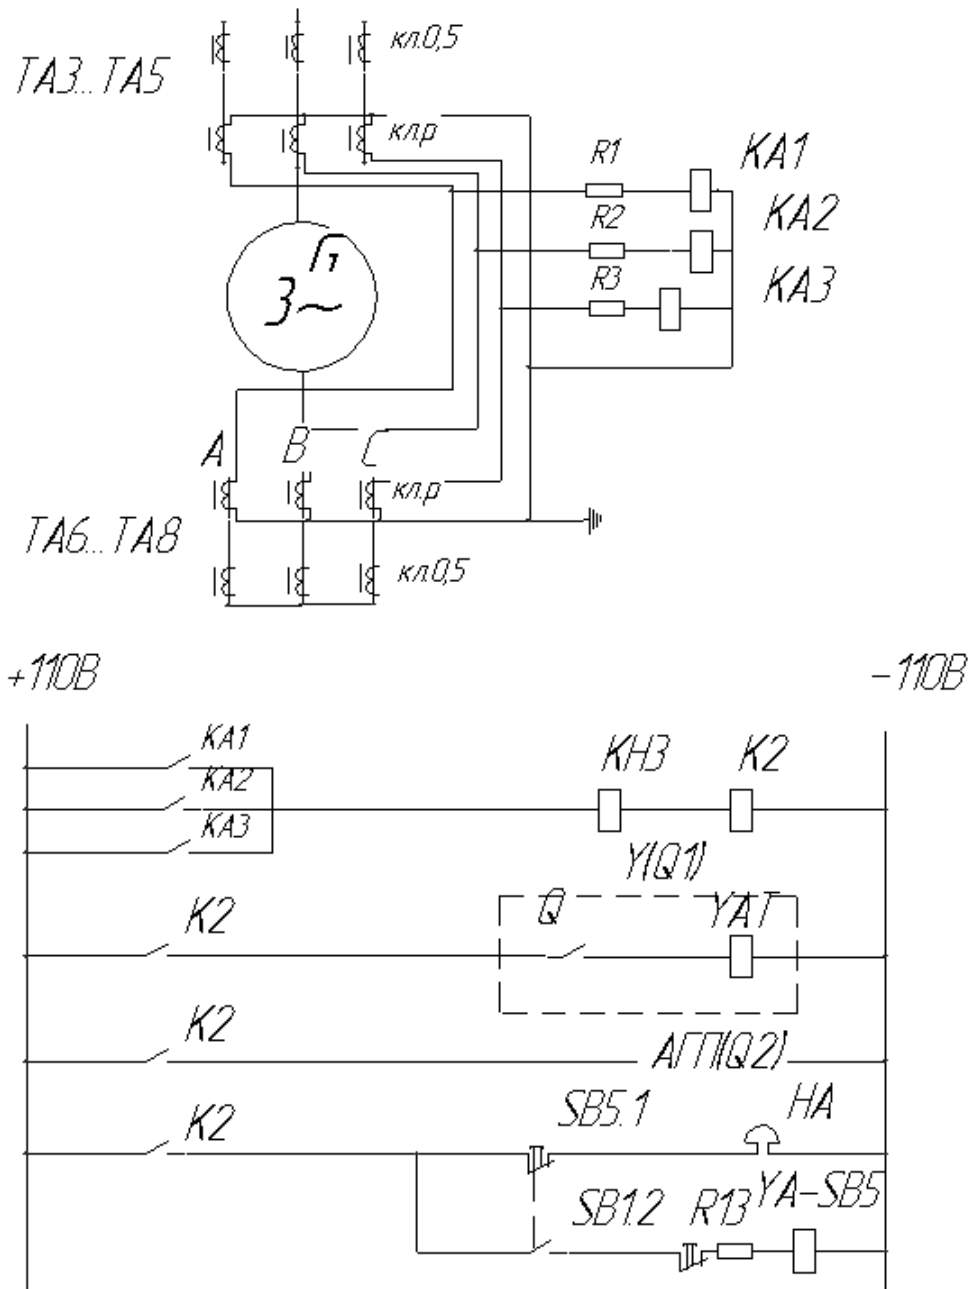 кл.0,5
ТА3...ТА5
кл.р
R1
КА1
R2
КА2
R3
КА3
Г1
3~
А
В
С
кл.р
ТА6...ТА8
кл.0,5
+110В
-110В
КА1
КА2
КА3
КН3
К2
Y(Q1)
К2
Q
YAT
К2
АГП(Q2)
К2
SB5.1
НА
SB1.2
R13
YA-SB5